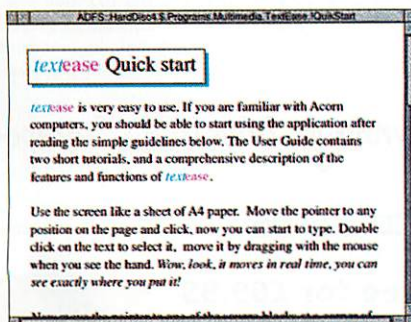 ADFS::HardDisc4.$.Programs.Multimedia.TextEase.!QuikStart
textease Quick start
textease is very easy to use. If you are familiar with Acorn
computers, you should be able to start using the application after
reading the simple guidelines below. The User Guide contains
two short tutorials, and a comprehensive description of the
features and functions of textease.
Use the screen like a sheet of A4 paper. Move the pointer to any
position on the page and click, now you can start to type. Double
click on the text to select it, move it by dragging with the mouse
when you see the hand. Wow, look, it moves in real time, you can
see exactly where you put it!